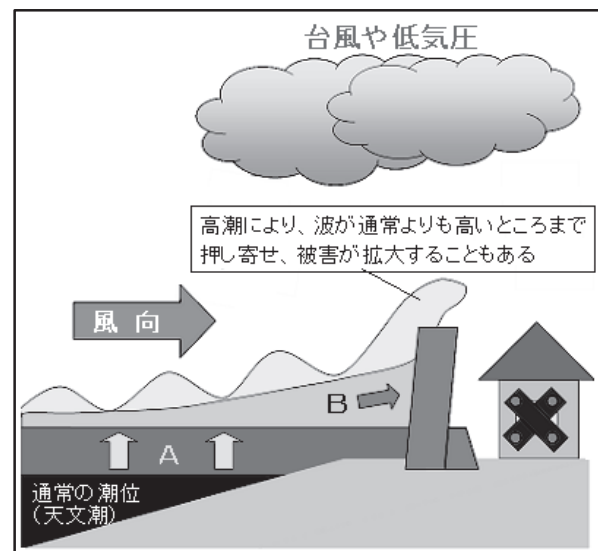 台風や低気圧
高潮により、波が通常よりも高いところまで
押し寄せ、被害が拡大することもある
風 向
B
A
通常の潮位
(天文潮)